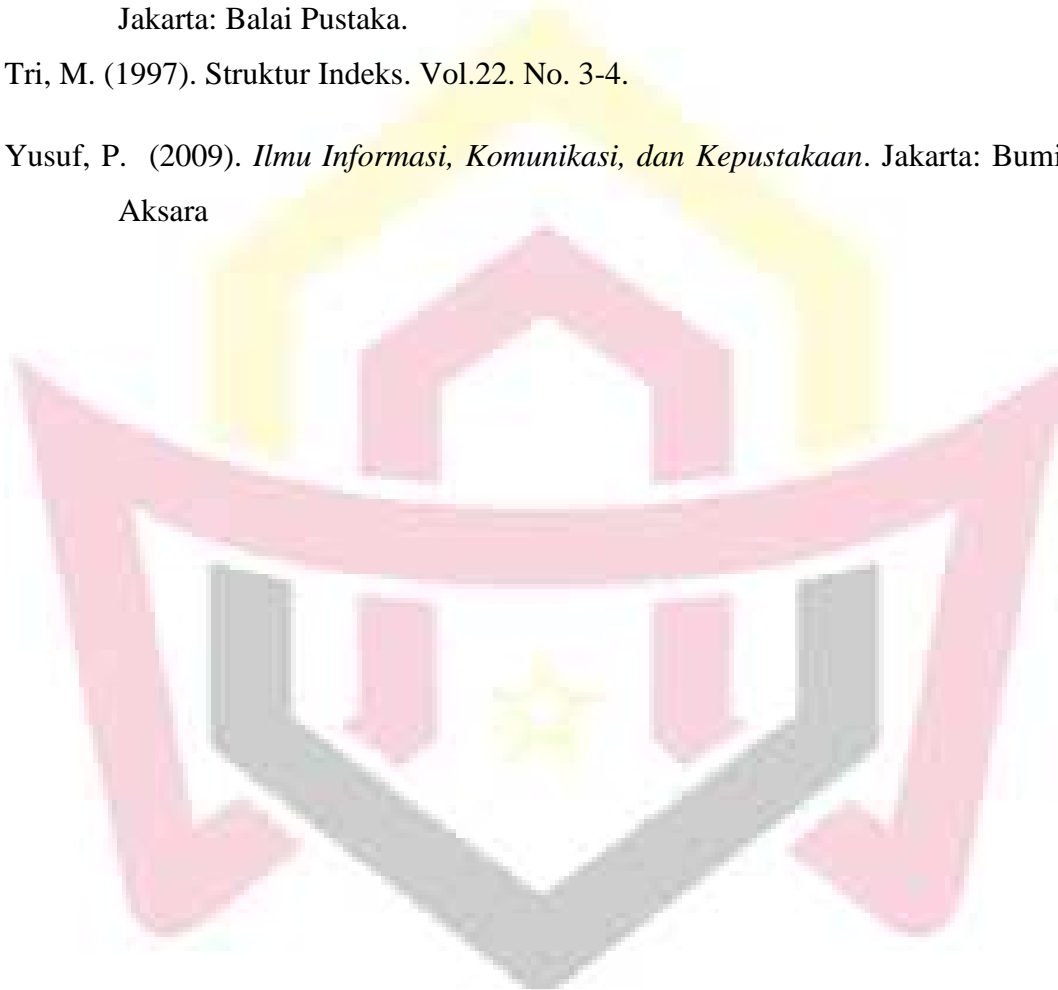 Jakarta: Balai Pustaka.
Tri, M. (1997). Struktur Indeks. Vol.22. No. 3-4.
Yusuf, P. (2009). Ilmu Informasi, Komunikasi, dan Kepustakaan. Jakarta: Bumi
Aksara